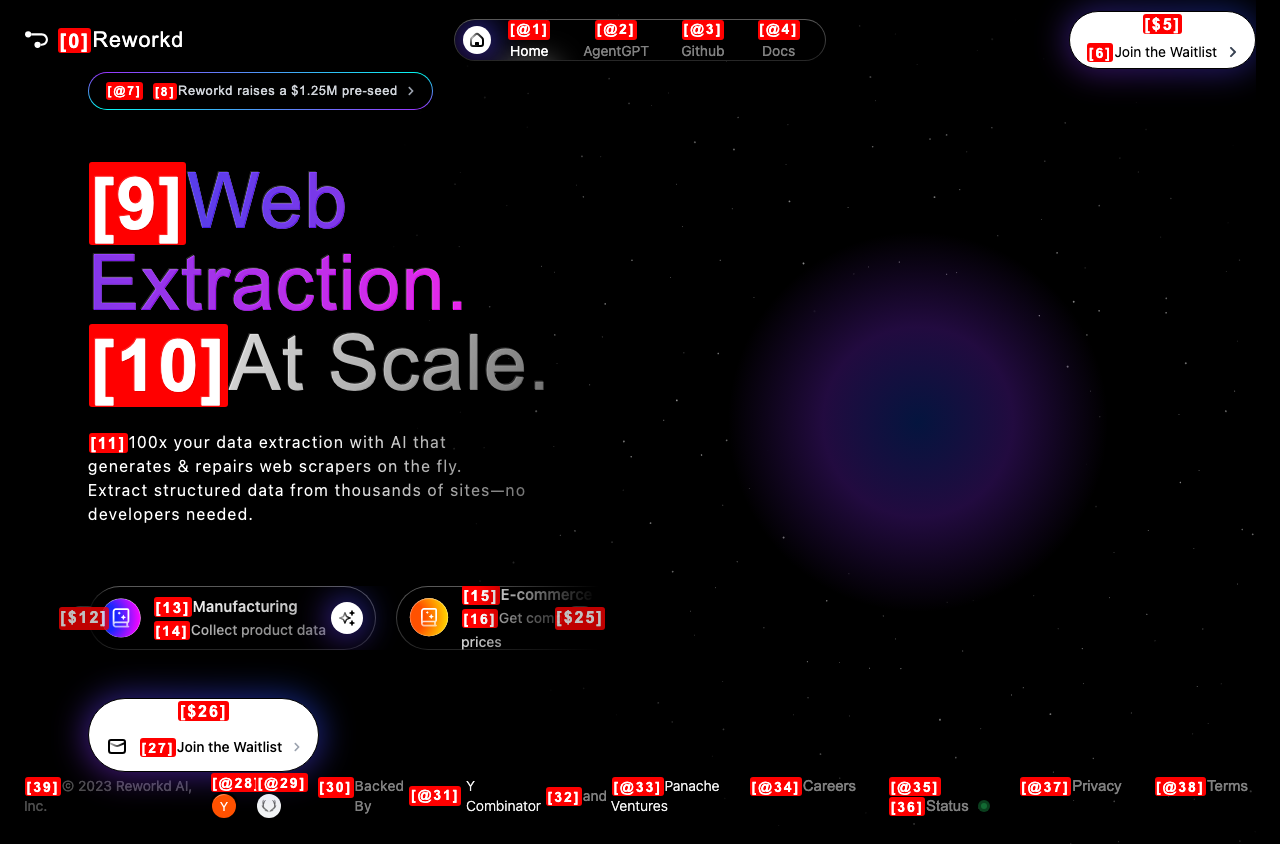 [0] Reworkd
[@1] [@2] [@3] [@4]
Home AgentGPT Github Docs
[$5]
[6] Join the Waitlist
[@7] [8] Reworkd raises a $1.25M pre-seed
[9] Web
Extraction.
[10] At Scale.
[11] 100x your data extraction with AI that
generates & repairs web scrapers on the fly.
Extract structured data from thousands of sites—no
developers needed.
[$12] [13] Manufacturing
[14] Collect product data
[15] E-commerce
[16] Get com [$25]
prices
[$26]
[27] Join the Waitlist
[39] © 2023 Reworkd AI,
Inc.
[@28] [@29]
Y
[30] Backed
By
[@31] Y
Combinator
[32] and
[@33] Panache
Ventures
[@34] Careers
[@35]
[36] Status
[@37] Privacy
[@38] Terms